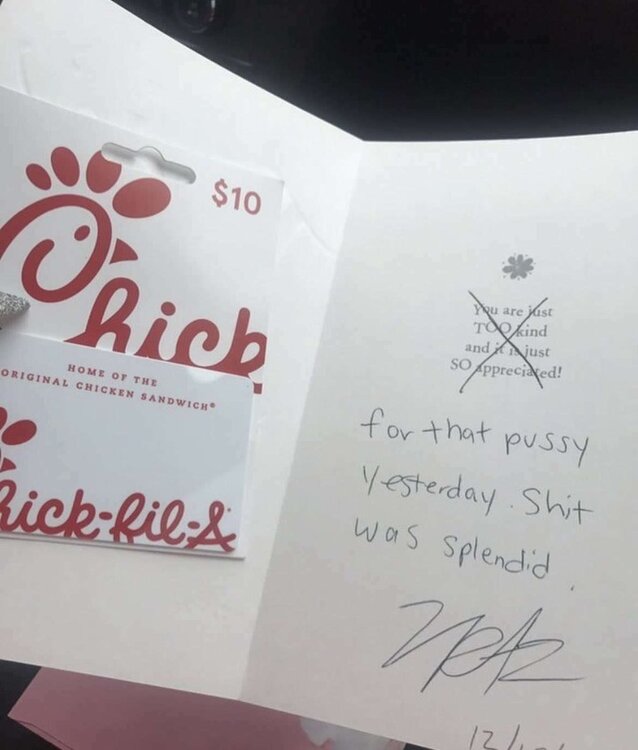 $10
Chick
HOME OF THE
ORIGINAL CHICKEN SANDWICH®
hick-fil-A
You are just
TOO kind
and it is just
SO appreciated!
for that pussy
Yesterday. Shit
was splendid.